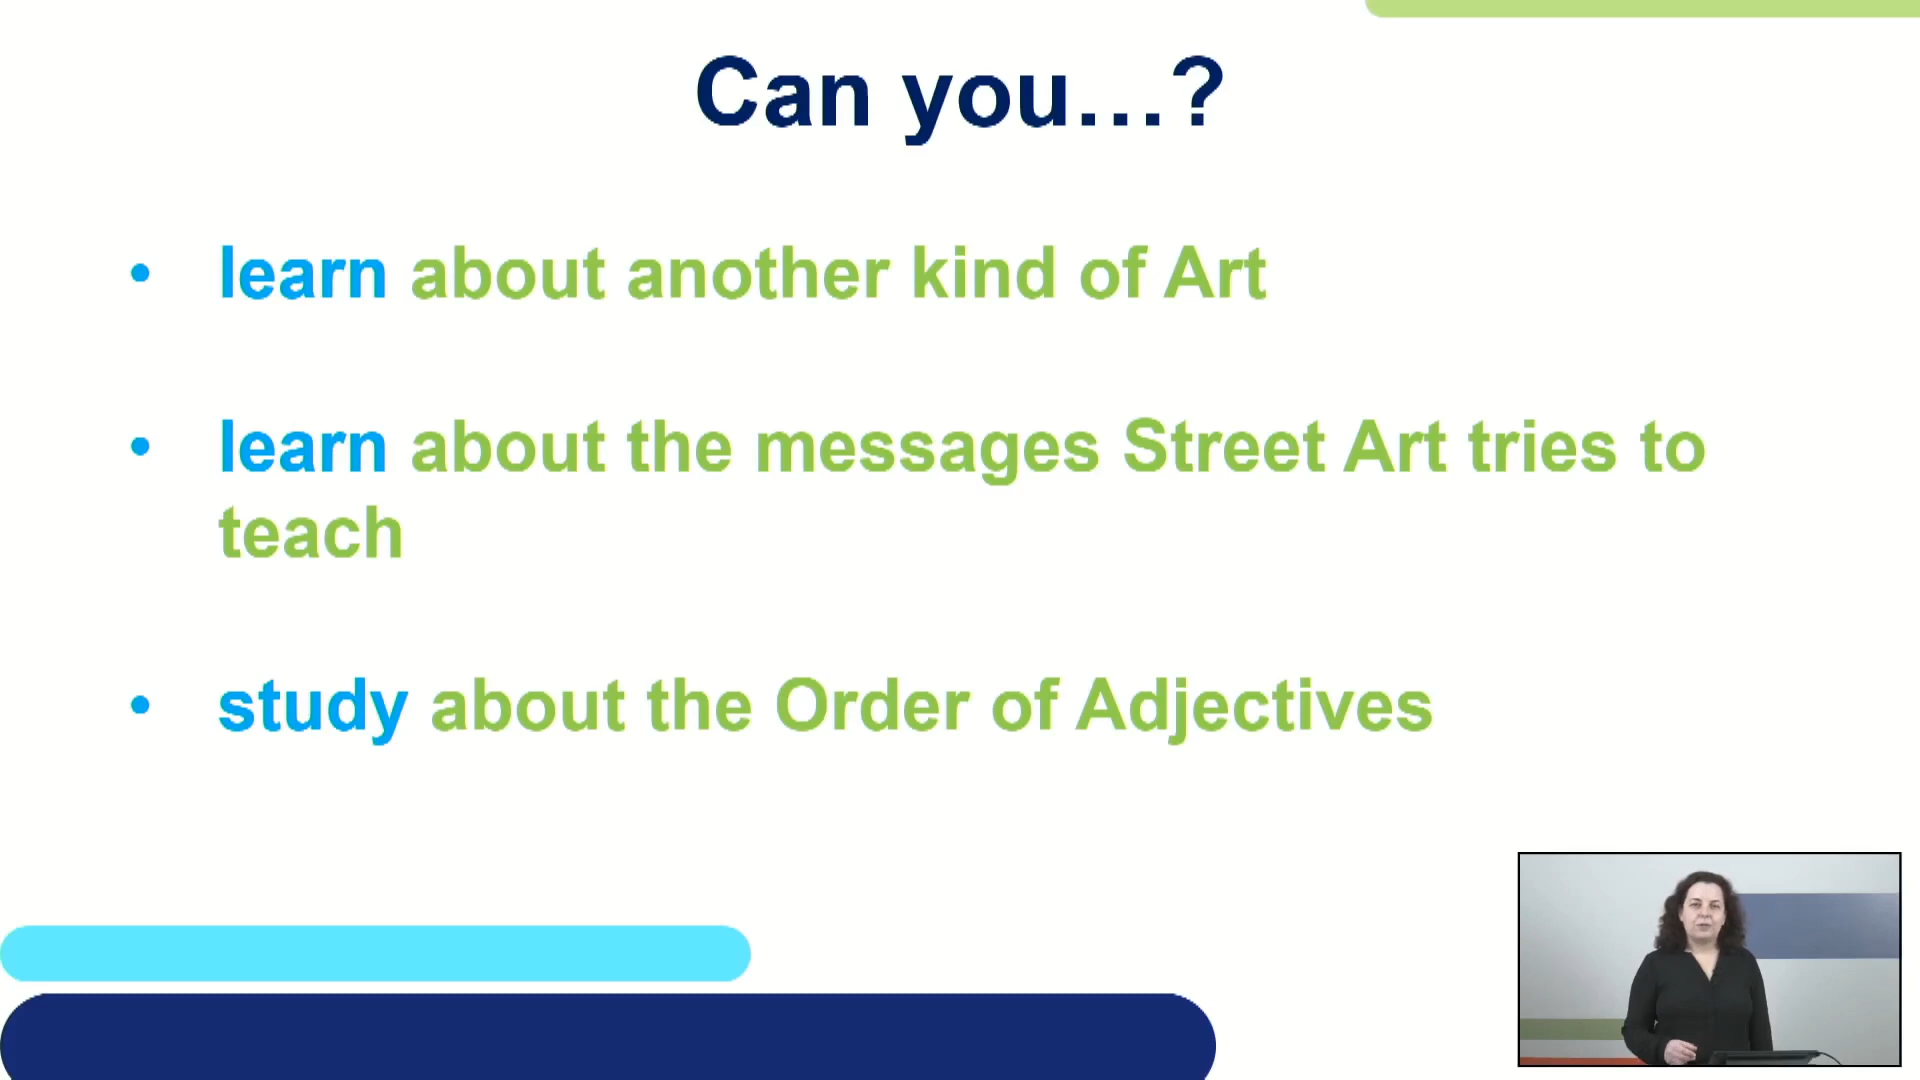 Can you…?
• learn about another kind of Art
• learn about the messages Street Art tries to
teach
• study about the Order of Adjectives